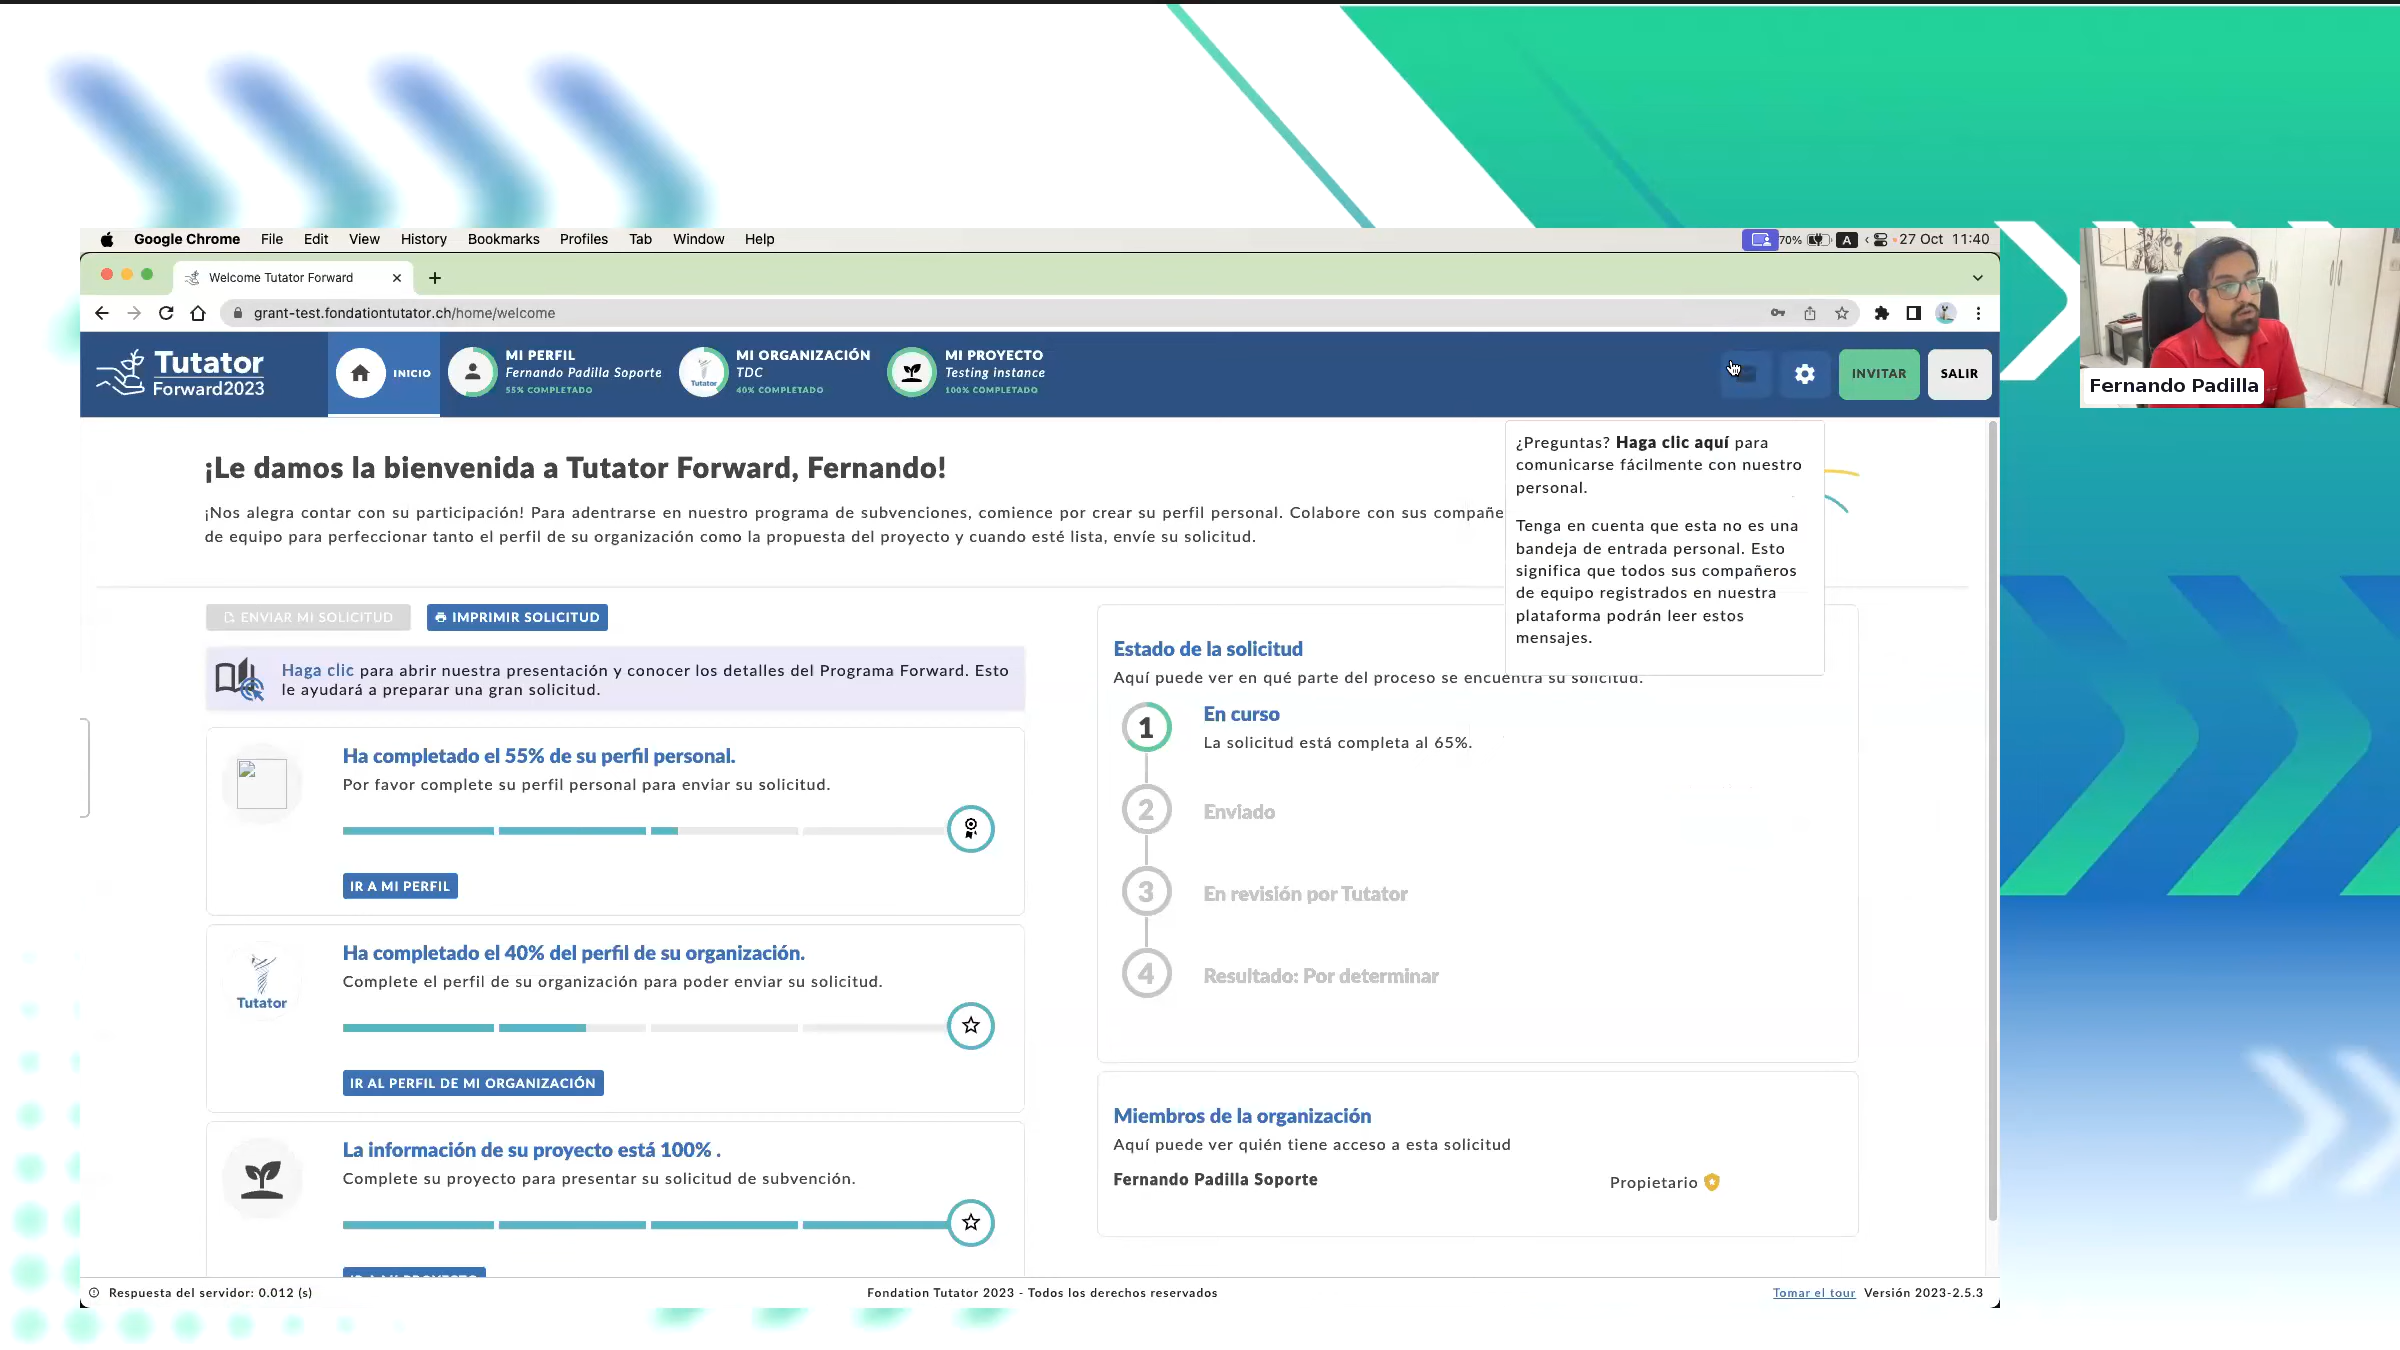 Google Chrome File Edit View History Bookmarks Profiles Tab Window Help
70% A 27 Oct 11:40
Welcome Tutator Forward
grant-test.fondationtutator.ch/home/welcome
Tutator
Forward2023
INICIO
MI PERFIL
Fernando Padilla Soporte
55% COMPLETADO
Tutator
MI ORGANIZACIÓN
TDC
40% COMPLETADO
MI PROYECTO
Testing instance
100% COMPLETADO
INVITAR
SALIR
Fernando Padilla
¡Le damos la bienvenida a Tutator Forward, Fernando!
¡Nos alegra contar con su participación! Para adentrarse en nuestro programa de subvenciones, comience por crear su perfil personal. Colabore con sus compañe
de equipo para perfeccionar tanto el perfil de su organización como la propuesta del proyecto y cuando esté lista, envíe su solicitud.
¿Preguntas? Haga clic aquí para
comunicarse fácilmente con nuestro
personal.
Tenga en cuenta que esta no es una
bandeja de entrada personal. Esto
significa que todos sus compañeros
de equipo registrados en nuestra
plataforma podrán leer estos
mensajes.
ENVIAR MI SOLICITUD
IMPRIMIR SOLICITUD
Haga clic para abrir nuestra presentación y conocer los detalles del Programa Forward. Esto
le ayudará a preparar una gran solicitud.
Ha completado el 55% de su perfil personal.
Por favor complete su perfil personal para enviar su solicitud.
IR A MI PERFIL
Tutator
Ha completado el 40% del perfil de su organización.
Complete el perfil de su organización para poder enviar su solicitud.
IR AL PERFIL DE MI ORGANIZACIÓN
La información de su proyecto está 100% .
Complete su proyecto para presentar su solicitud de subvención.
IR A MI PROYECTO
Estado de la solicitud
Aquí puede ver en qué parte del proceso se encuentra su solicitud.
1
En curso
La solicitud está completa al 65%.
2
Enviado
3
En revisión por Tutator
4
Resultado: Por determinar
Miembros de la organización
Aquí puede ver quién tiene acceso a esta solicitud
Fernando Padilla Soporte
Propietario
Respuesta del servidor: 0.012 (s)
Fondation Tutator 2023 - Todos los derechos reservados
Tomar el tour Versión 2023-2.5.3